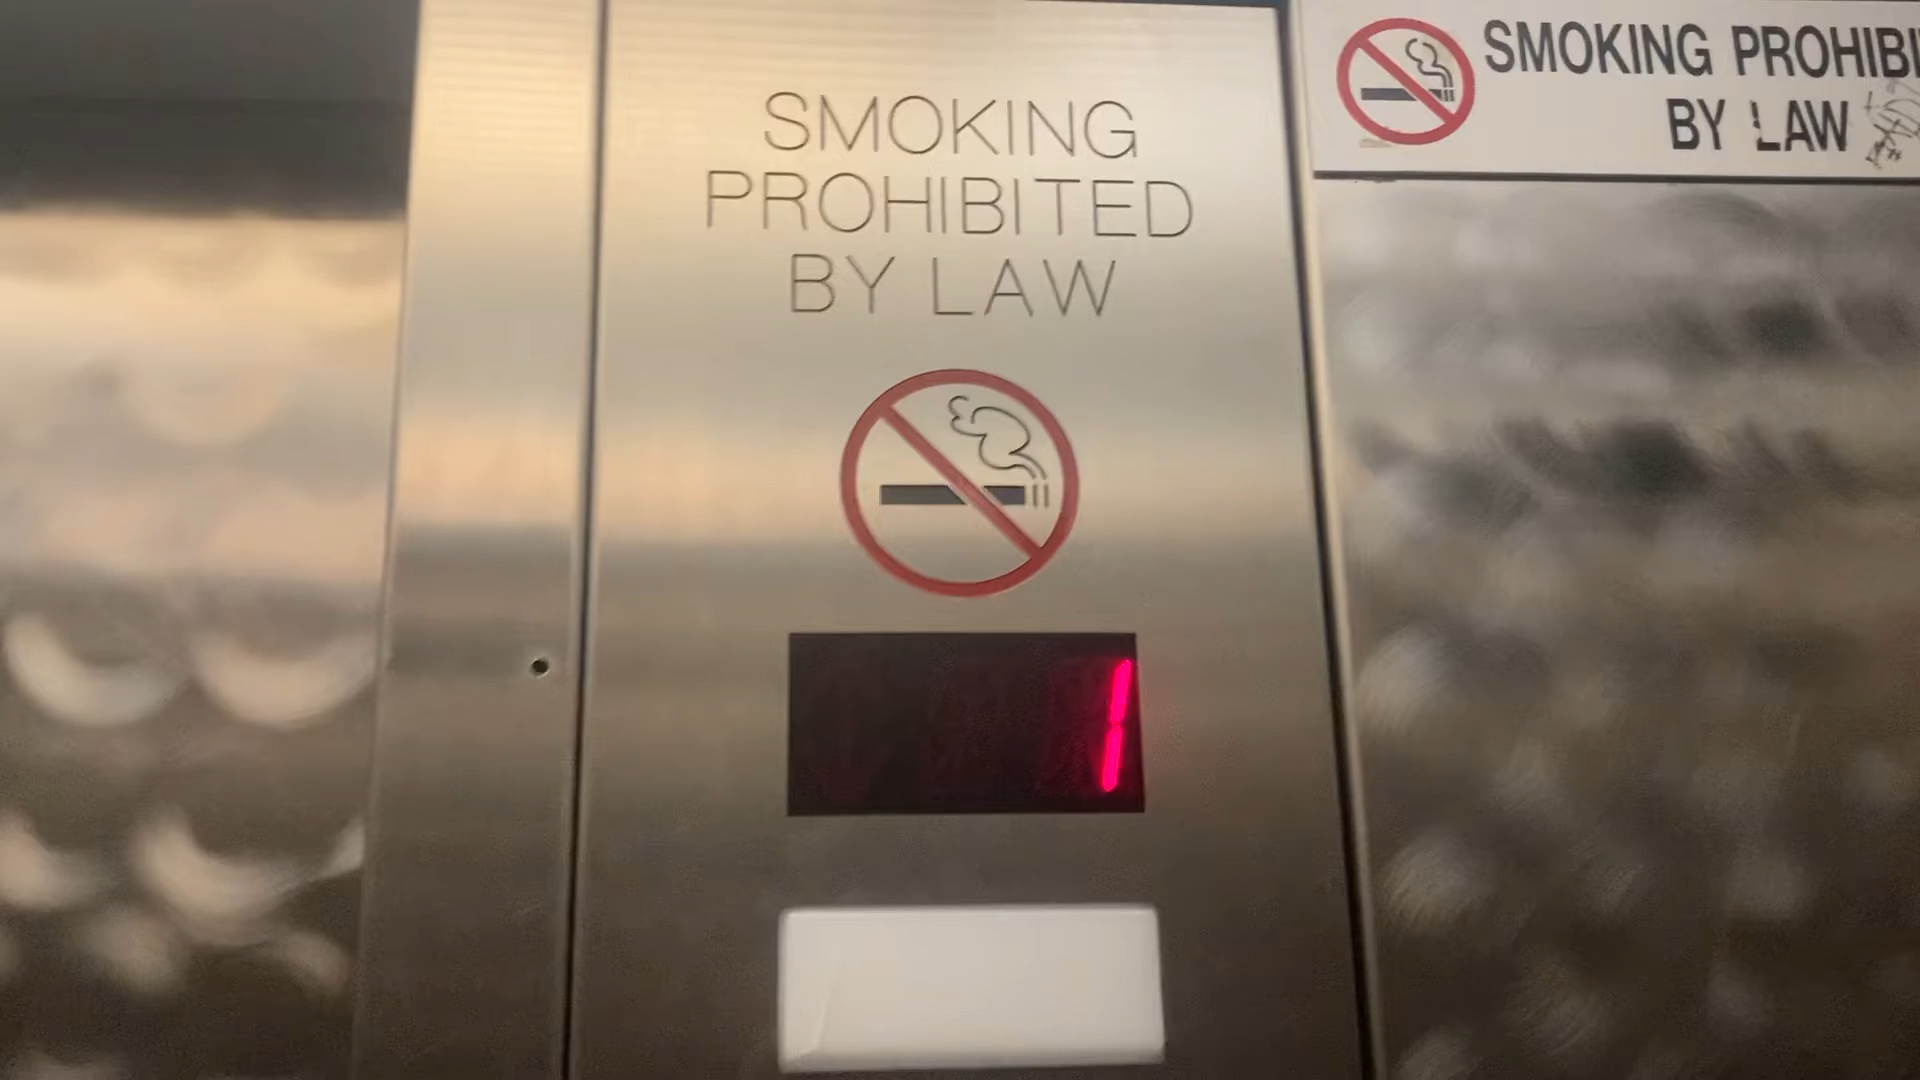 SMOKING
PROHIBITED
BY LAW
1
SMOKING PROHIBI
BY LAW